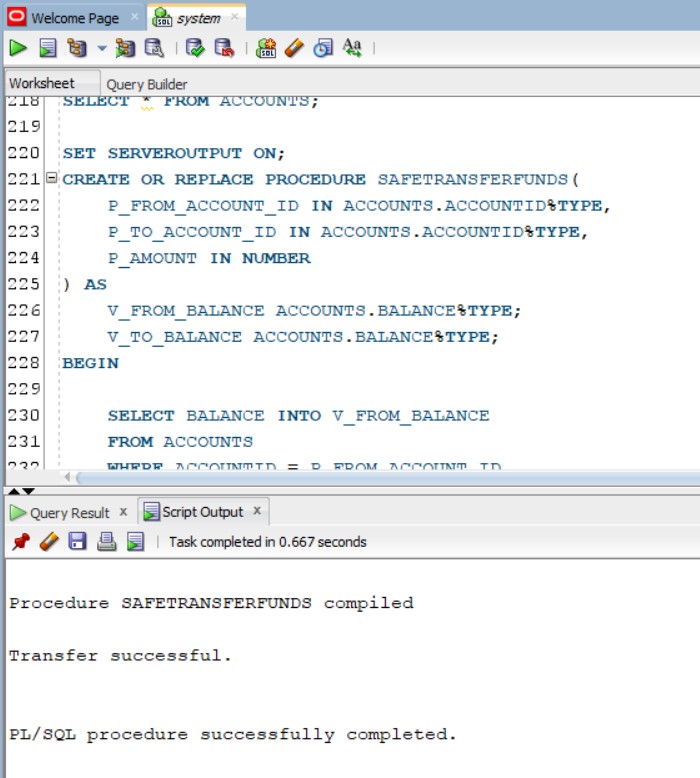 Welcome Page
system
Worksheet
Query Builder
218 SELECT * FROM ACCOUNTS;
219
220 SET SERVEROUTPUT ON;
221 CREATE OR REPLACE PROCEDURE SAFETRANSFERFUNDS(
222 P_FROM_ACCOUNT_ID IN ACCOUNTS.ACCOUNTID%TYPE,
223 P_TO_ACCOUNT_ID IN ACCOUNTS.ACCOUNTID%TYPE,
224 P_AMOUNT IN NUMBER
225 ) AS
226 V_FROM_BALANCE ACCOUNTS.BALANCE%TYPE;
227 V_TO_BALANCE ACCOUNTS.BALANCE%TYPE;
228 BEGIN
229
230 SELECT BALANCE INTO V_FROM_BALANCE
231 FROM ACCOUNTS
232 WHERE ACCOUNTID = P_FROM_ACCOUNT_ID
Query Result x
Script Output x
Task completed in 0.667 seconds
Procedure SAFETRANSFERFUNDS compiled
Transfer successful.
PL/SQL procedure successfully completed.